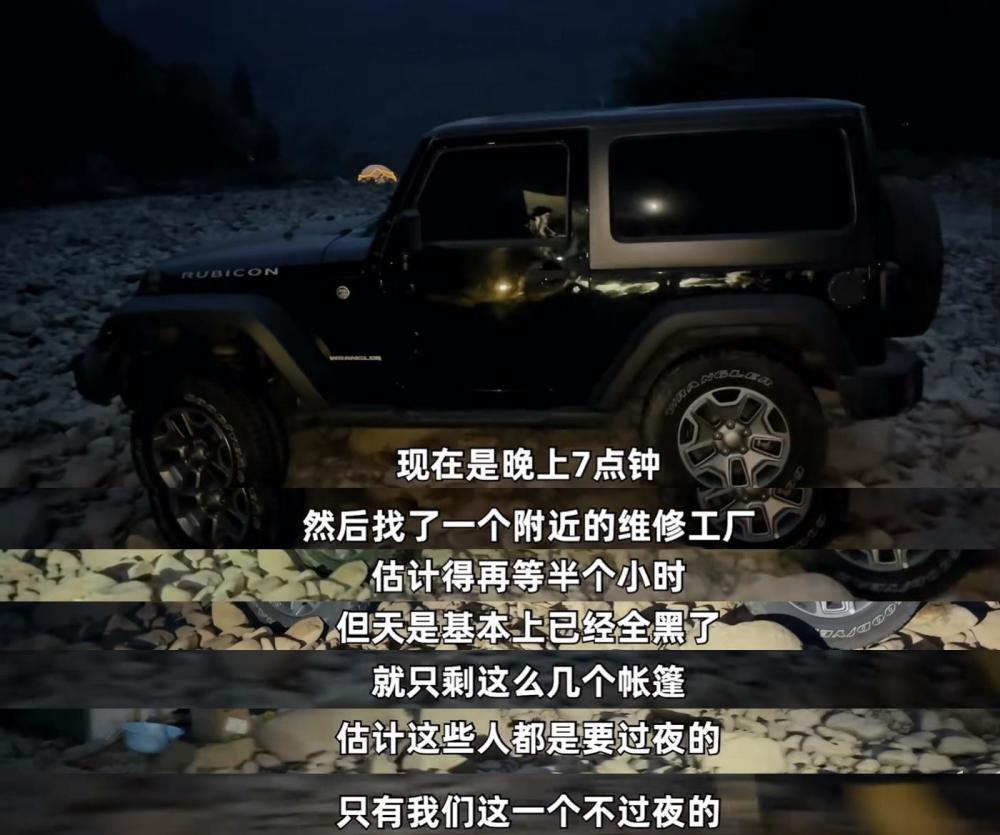 RUBICON
WRANGLER
WRANGLER
现在是晚上7点钟
然后找了一个附近的维修工厂
估计得再等半个小时
但天是基本上已经全黑了
就只剩这么几个帐篷
估计这些人都是要过夜的
只有我们这一个不过夜的